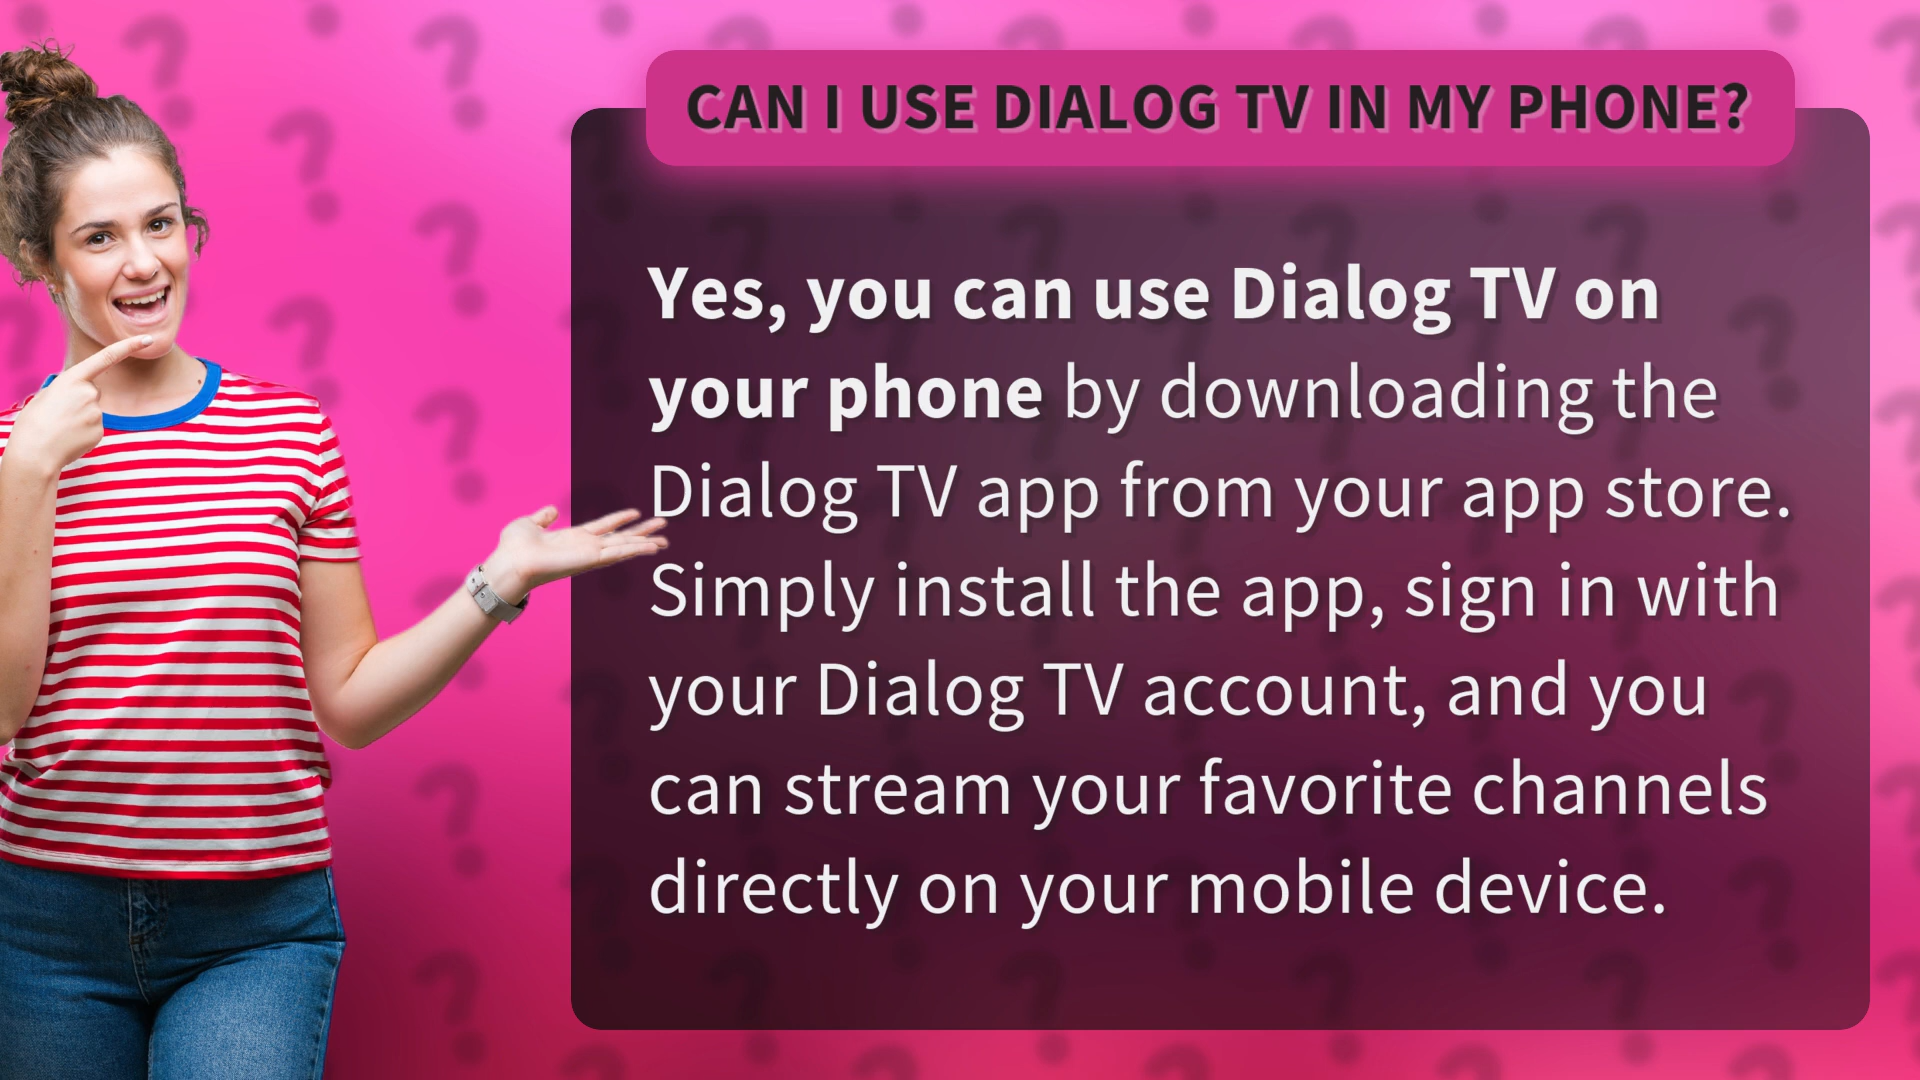 CAN I USE DIALOG TV IN MY PHONE?
Yes, you can use Dialog TV on
your phone by downloading the
Dialog TV app from your app store.
Simply install the app, sign in with
your Dialog TV account, and you
can stream your favorite channels
directly on your mobile device.